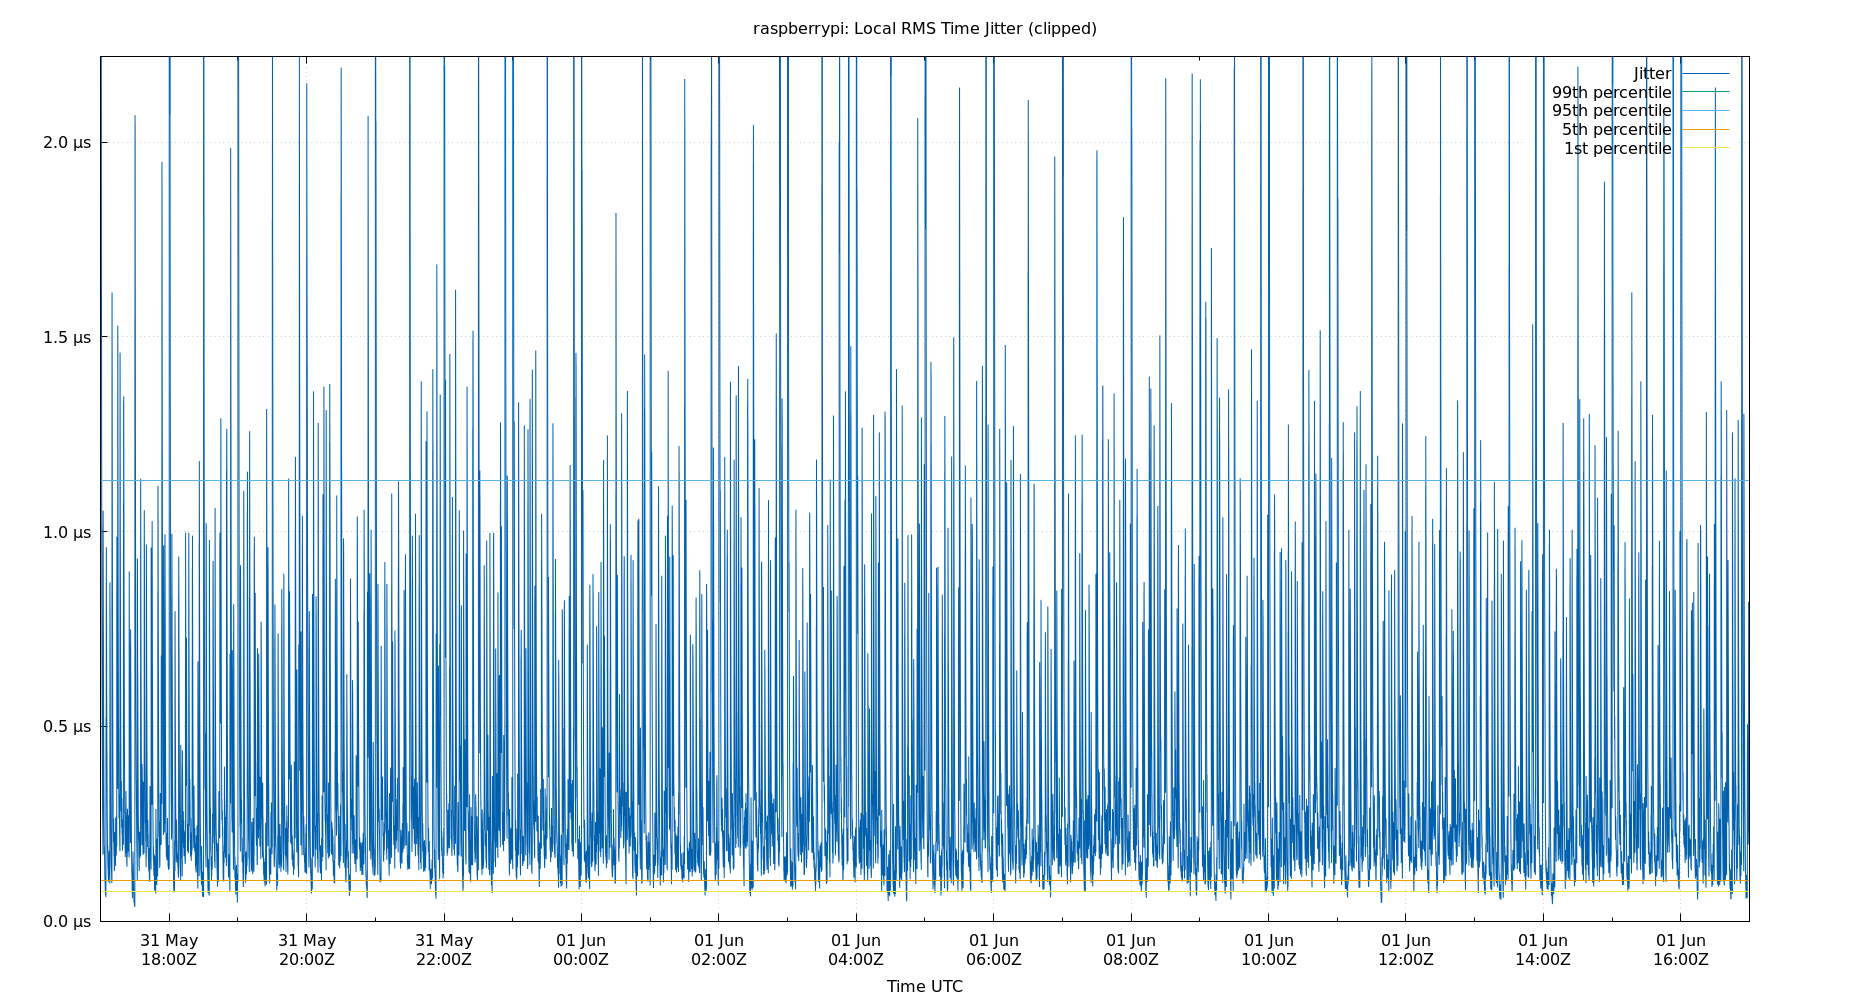 raspberrypi: Local RMS Time Jitter (clipped)
Jitter
99th percentile
95th percentile
5th percentile
1st percentile
2.0 µs
1.5 µs
1.0 µs
0.5 µs
0.0 µs
31 May 31 May 31 May 01 Jun 01 Jun 01 Jun 01 Jun 01 Jun 01 Jun 01 Jun 01 Jun 01 Jun
18:00Z 20:00Z 22:00Z 00:00Z 02:00Z 04:00Z 06:00Z 08:00Z 10:00Z 12:00Z 14:00Z 16:00Z
Time UTC